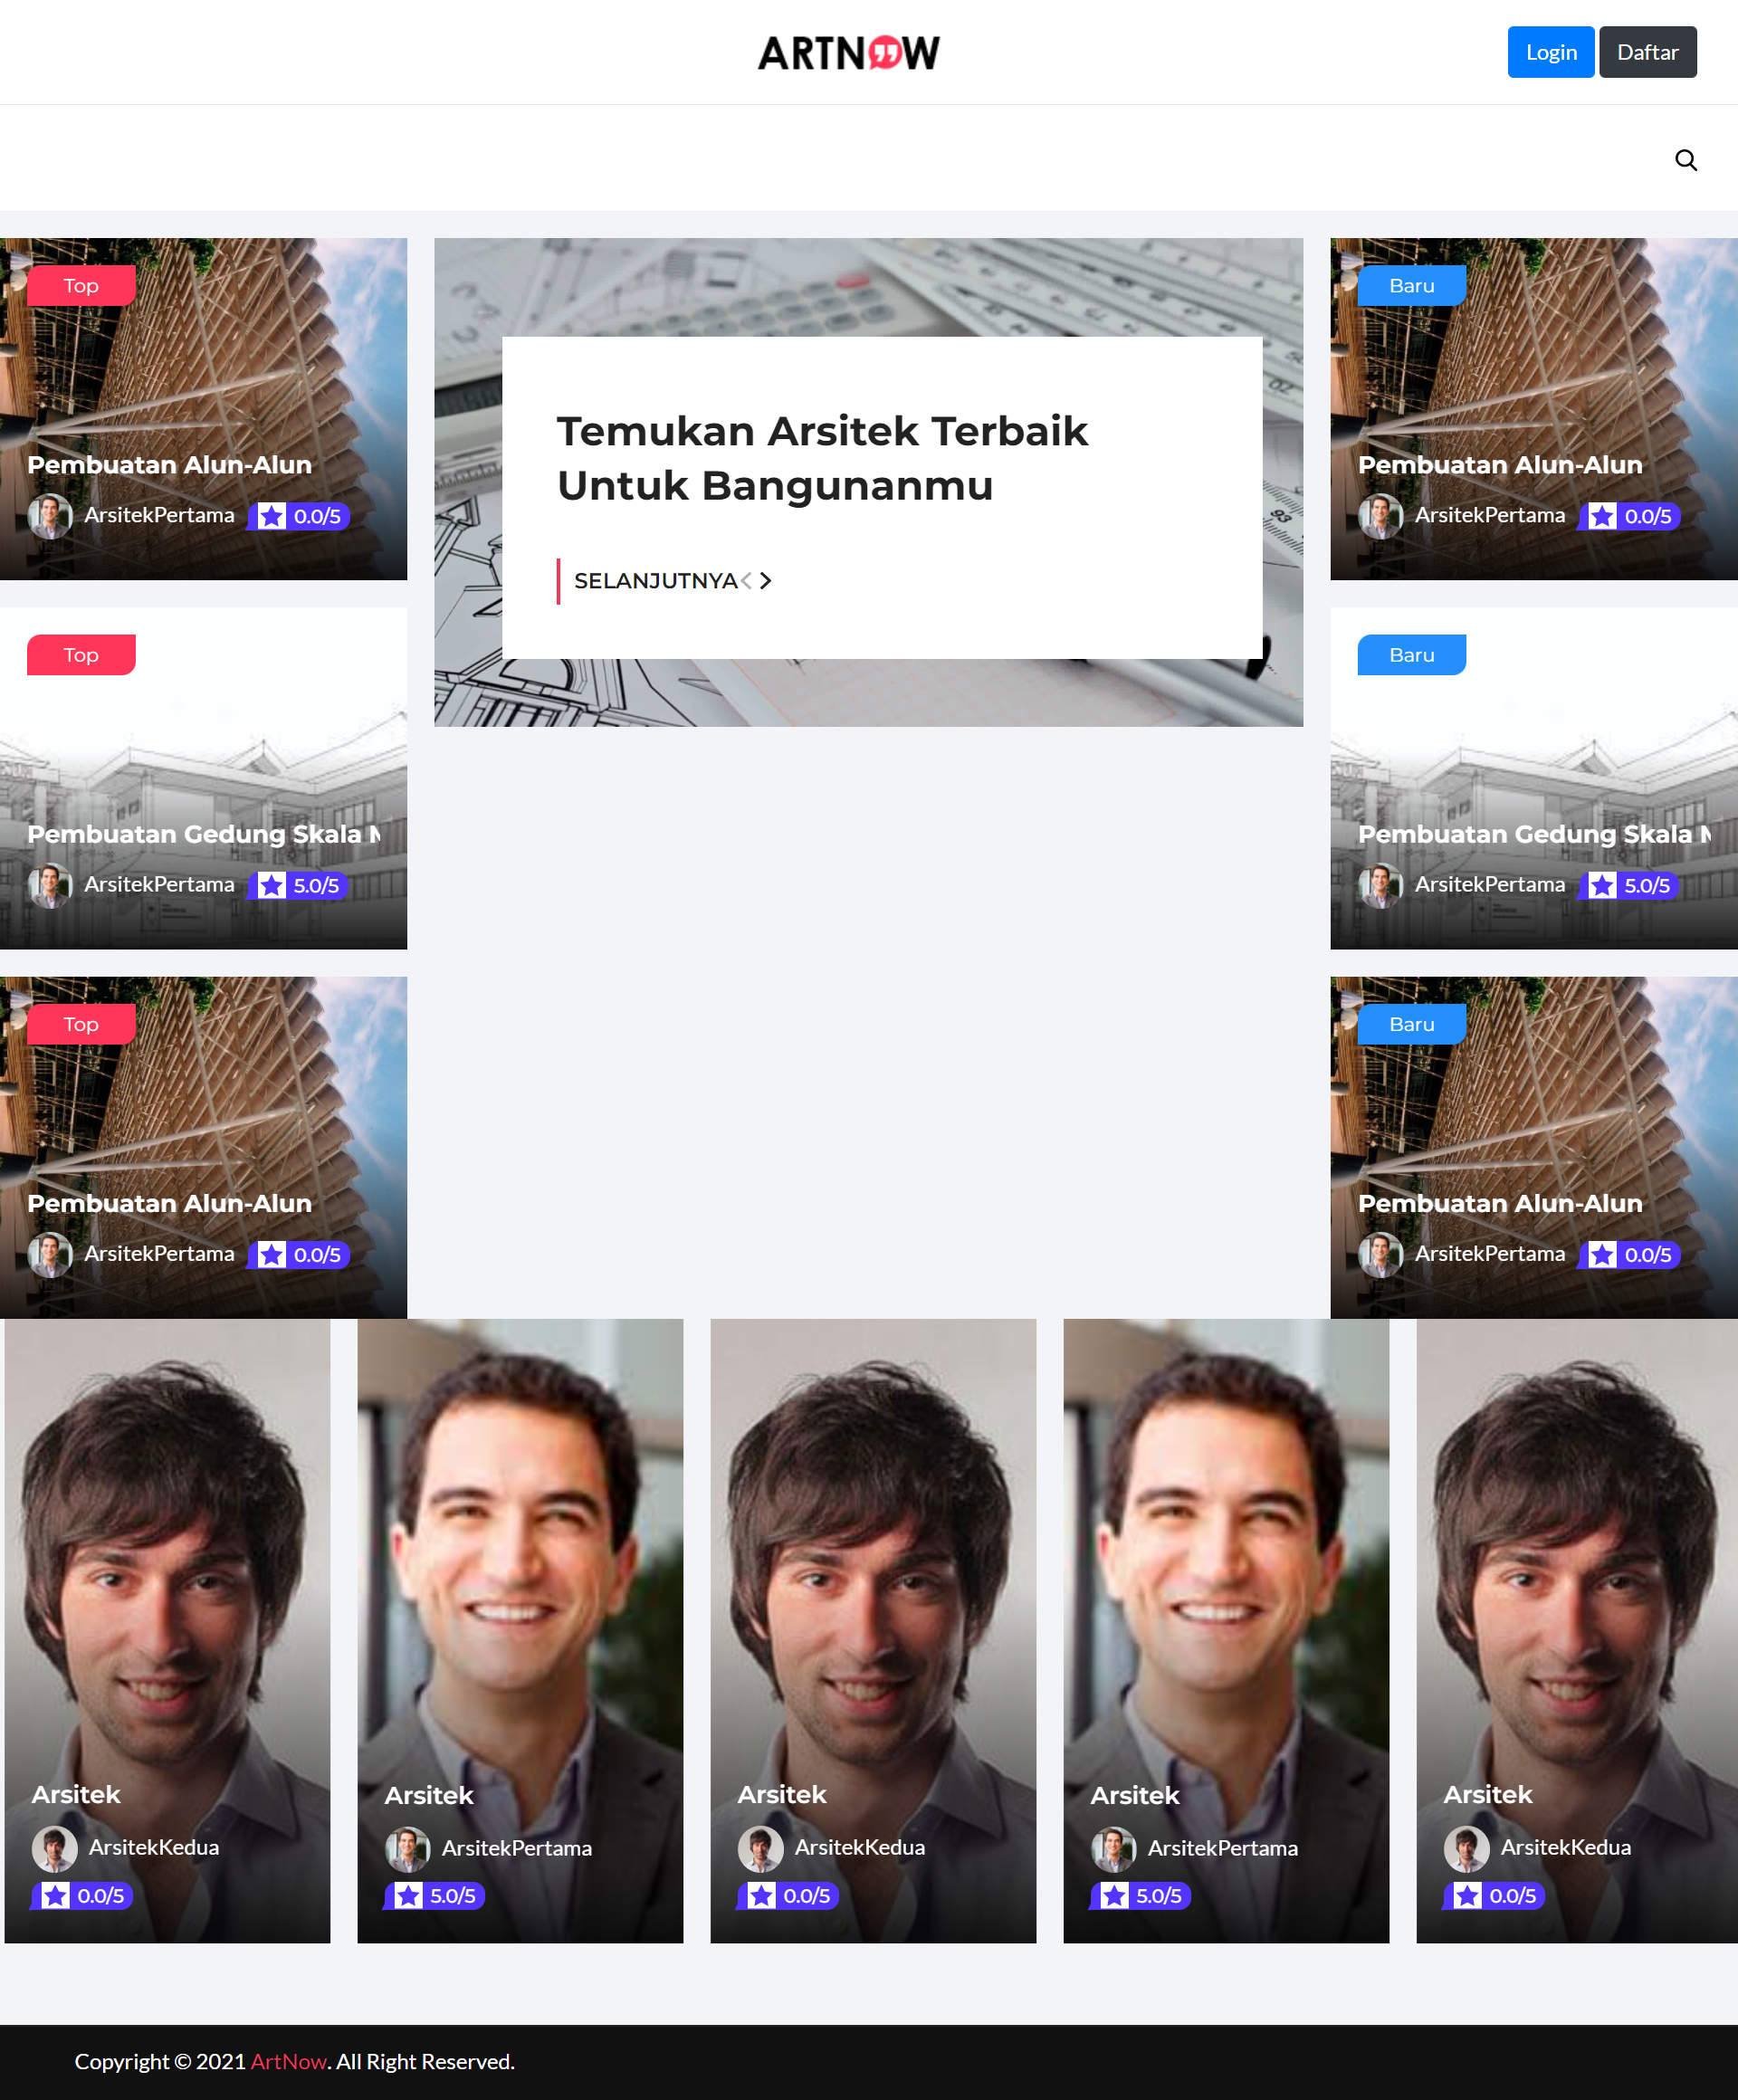 ARTNOW
Login
Daftar
Top
Pembuatan Alun-Alun
ArsitekPertama
0.0/5
Top
Pembuatan Gedung Skala
ArsitekPertama
5.0/5
Top
Pembuatan Alun-Alun
ArsitekPertama
0.0/5
Temukan Arsitek Terbaik
Untuk Bangunanmu
SELANJUTNYA
Baru
Pembuatan Alun-Alun
ArsitekPertama
0.0/5
Baru
Pembuatan Gedung Skala
ArsitekPertama
5.0/5
Baru
Pembuatan Alun-Alun
ArsitekPertama
0.0/5
Arsitek
ArsitekKedua
0.0/5
Arsitek
ArsitekPertama
5.0/5
Arsitek
ArsitekKedua
0.0/5
Arsitek
ArsitekPertama
5.0/5
Arsitek
ArsitekKedua
0.0/5
Copyright © 2021 ArtNow. All Right Reserved.